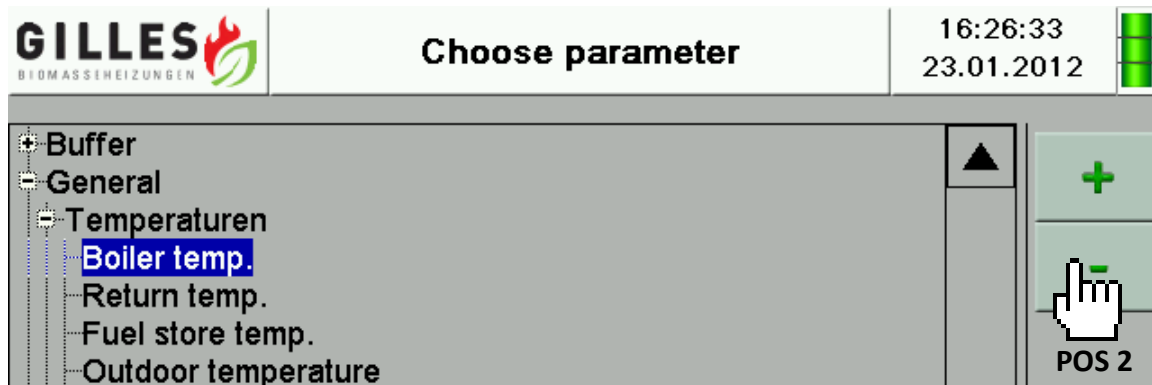 GILLES
BIOMASSEHEIZUNGEN
Choose parameter
16:26:33
23.01.2012
Buffer
General
Temperaturen
Boiler temp.
Return temp.
Fuel store temp.
Outdoor temperature
POS 2